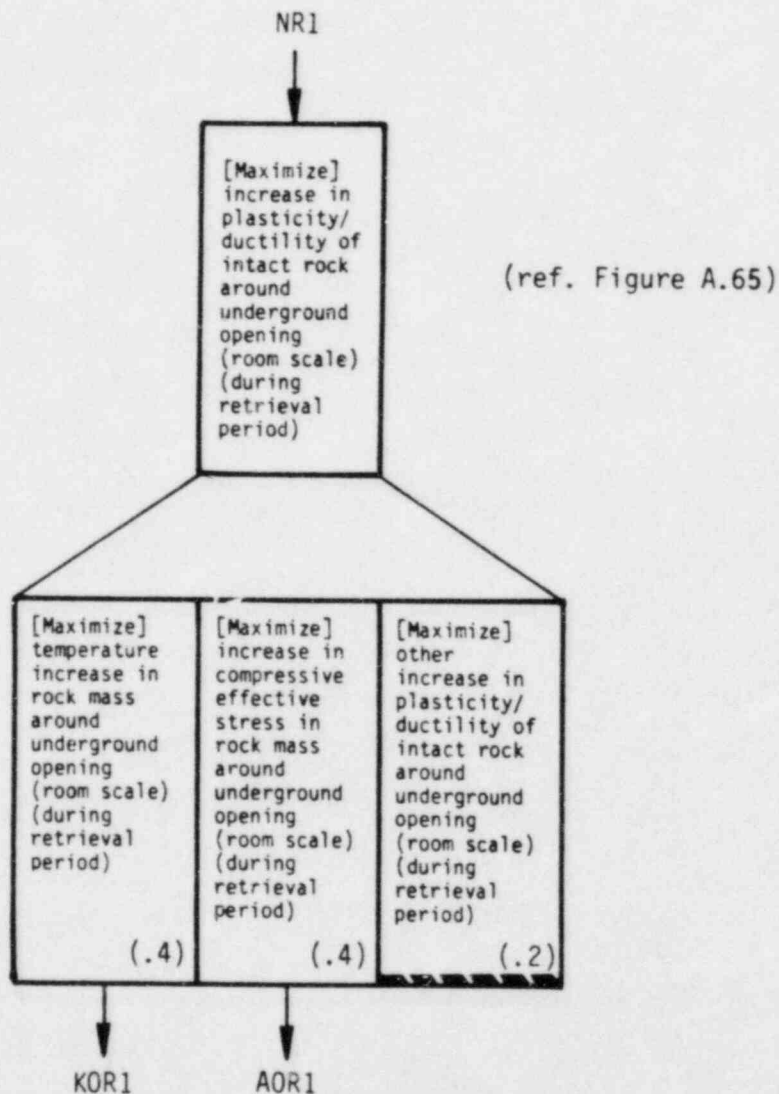 NR1
[Maximize]
increase in
plasticity/
ductility of
intact rock
around
underground
opening
(room scale)
(during
retrieval
period)
(ref. Figure A.65)
[Maximize]
temperature
increase in
rock mass
around
underground
opening
(room scale)
(during
retrieval
period)
(.4)
[Maximize]
increase in
compressive
effective
stress in
rock mass
around
underground
opening
(room scale)
(during
retrieval
period)
(.4)
[Maximize]
other
increase in
plasticity/
ductility of
intact rock
around
underground
opening
(room scale)
(during
retrieval
period)
(.2)
KOR1
AOR1